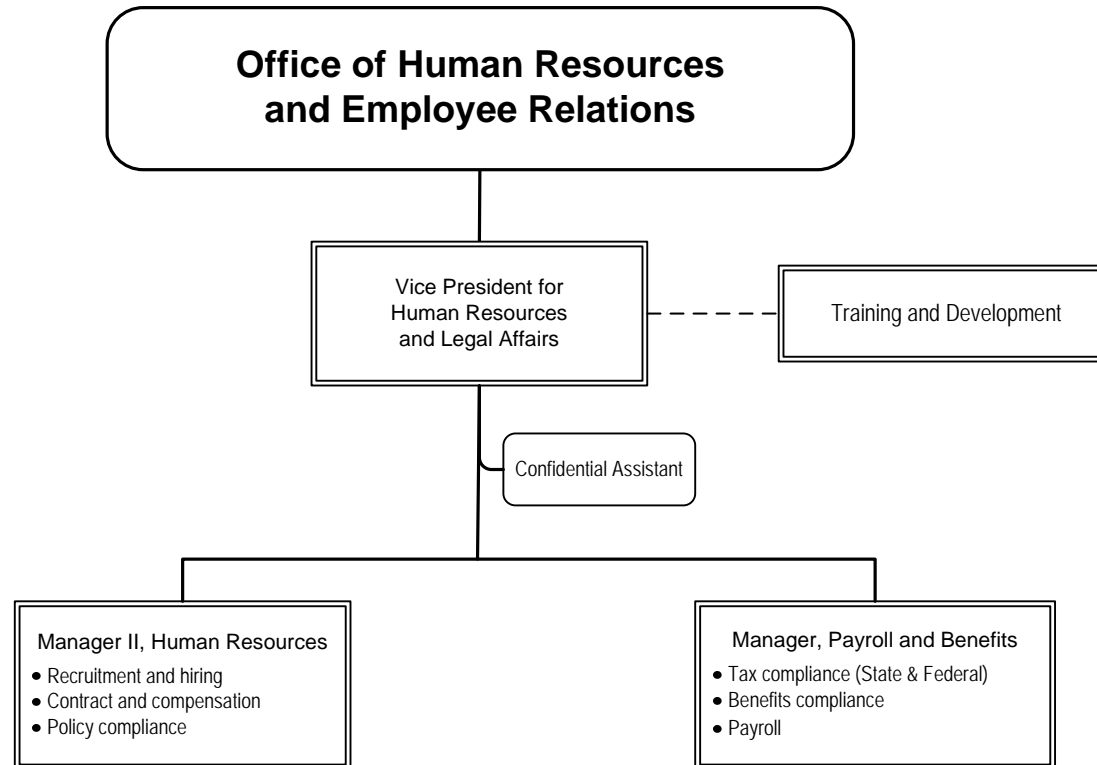 Office of Human Resources
and Employee Relations
Vice President for
Human Resources
and Legal Affairs
Training and Development
Confidential Assistant
Manager II, Human Resources
● Recruitment and hiring
● Contract and compensation
● Policy compliance
Manager, Payroll and Benefits
● Tax compliance (State & Federal)
● Benefits compliance
● Payroll